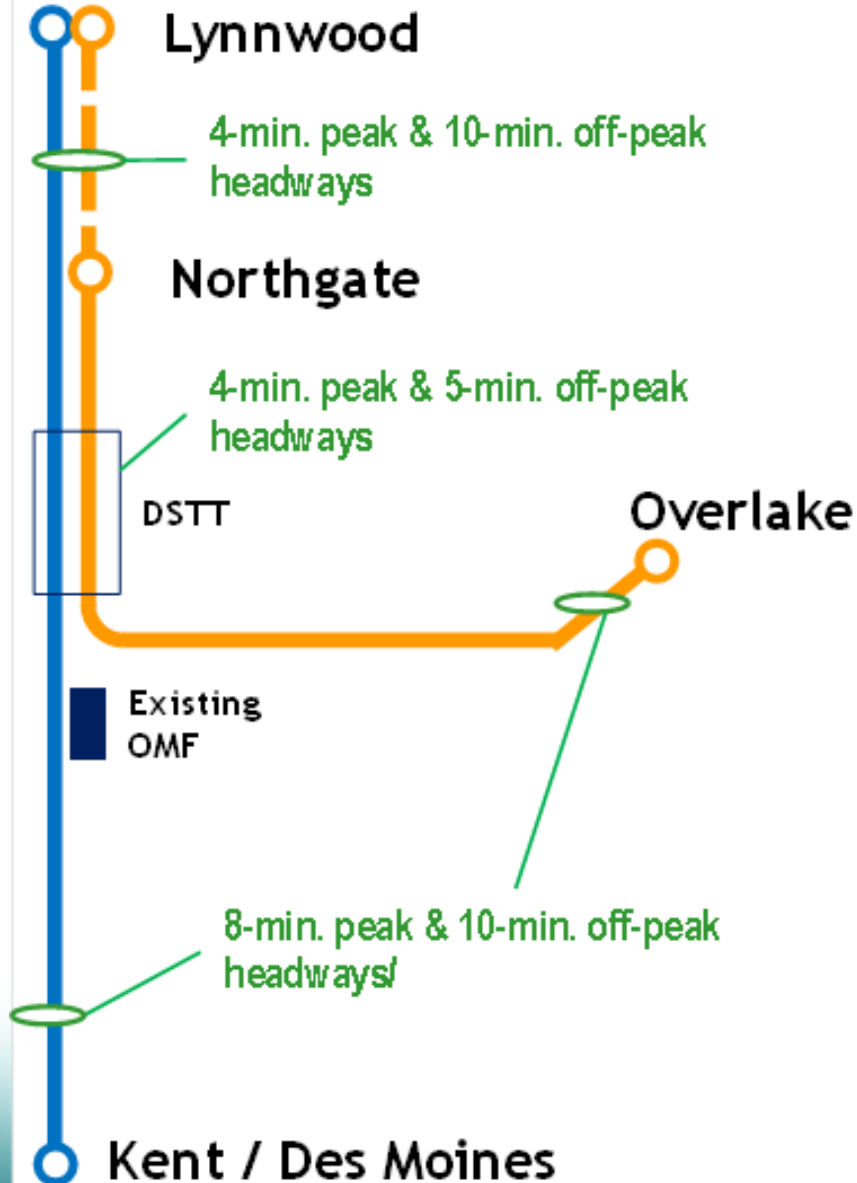 Lynnwood
4-min. peak & 10-min. off-peak
headways
Northgate
4-min. peak & 5-min. off-peak
headways
DSTT
Overlake
Existing
OMF
8-min. peak & 10-min. off-peak
headways/
Kent / Des Moines